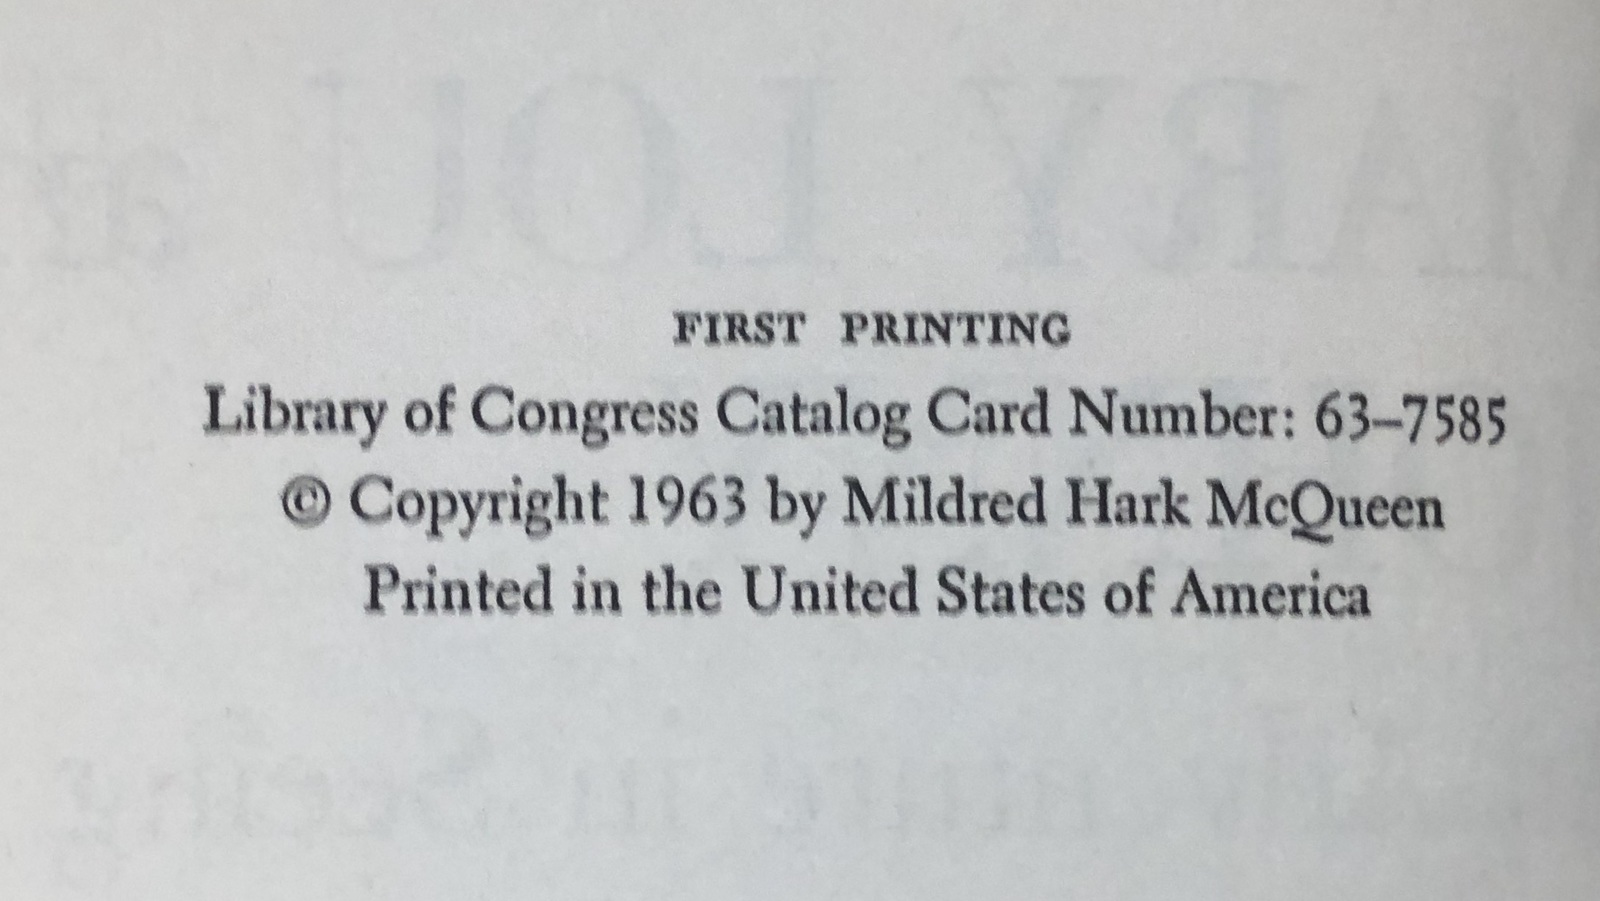 FIRST PRINTING
Library of Congress Catalog Card Number: 63–7585
© Copyright 1963 by Mildred Hark McQueen
Printed in the United States of America